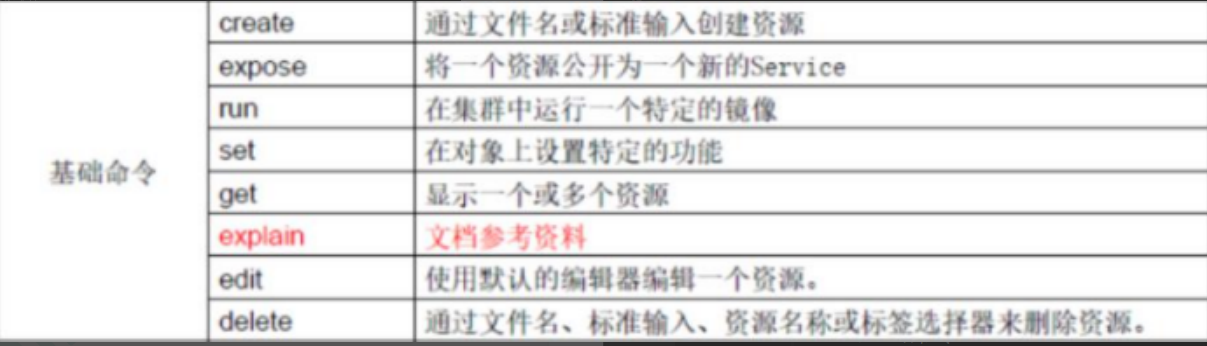 create 通过文件名或标准输入创建资源
expose 将一个资源公开为一个新的Service
run 在集群中运行一个特定的镜像
set 在对象上设置特定的功能
基础命令
get 显示一个或多个资源
explain 文档参考资料
edit 使用默认的编辑器编辑一个资源。
delete 通过文件名、标准输入、资源名称或标签选择器来删除资源。